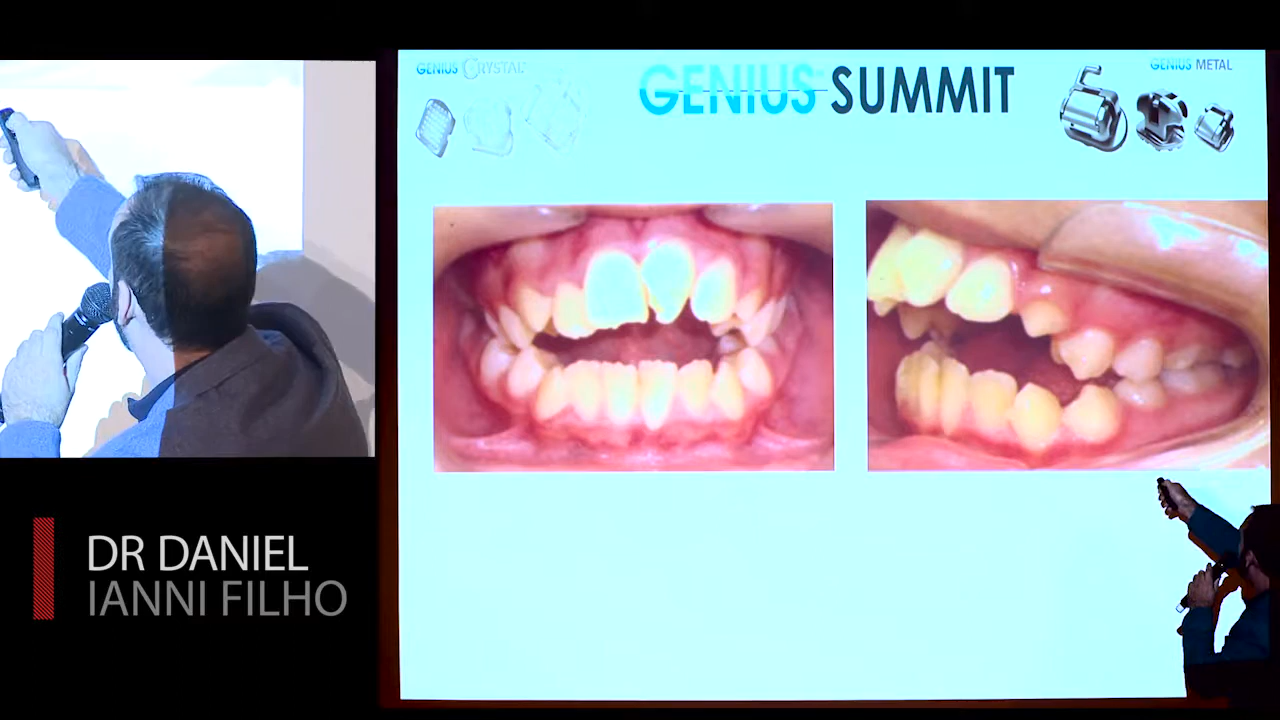 GENIUS CRYSTAL
GENIUS SUMMIT
GENIUS METAL
DR DANIEL
IANNI FILHO